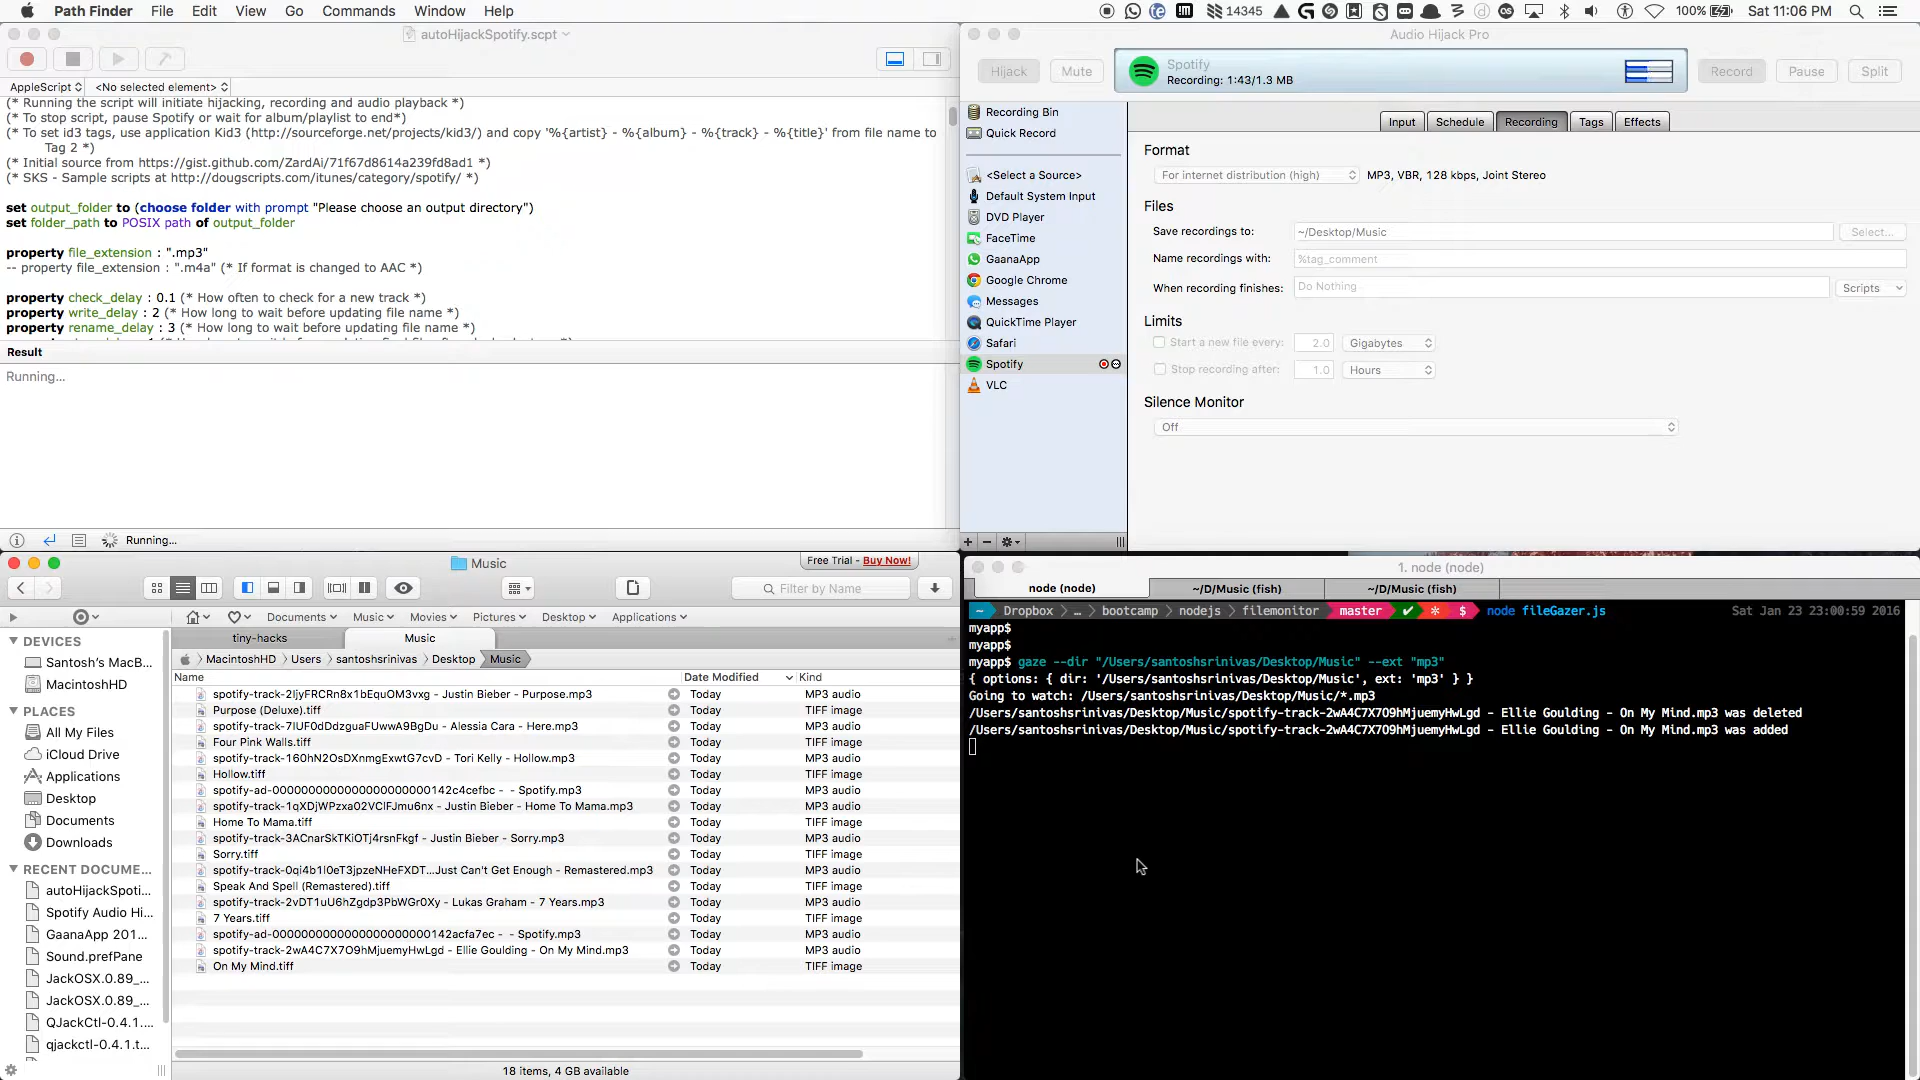 Path Finder File Edit View Go Commands Window Help 14345 100% Sat 11:06 PM
autoHijackSpotify.scpt
AppleScript <No selected element>
(* Running the script will initiate hijacking, recording and audio playback *)
(* To stop script, pause Spotify or wait for album/playlist to end*)
(* To set id3 tags, use application Kid3 (http://sourceforge.net/projects/kid3/) and copy '%{artist} - %{album} - %{track} - %{title}' from file name to
Tag 2 *)
(* Initial source from https://gist.github.com/ZardAi/71f67d8614a239fd8ad1 *)
(* SKS - Sample scripts at http://dougscripts.com/itunes/category/spotify/ *)
set output_folder to (choose folder with prompt "Please choose an output directory")
set folder_path to POSIX path of output_folder
property file_extension : ".mp3"
-- property file_extension : ".m4a" (* If format is changed to AAC *)
property check_delay : 0.1 (* How often to check for a new track *)
property write_delay : 2 (* How long to wait before updating file name *)
property rename_delay : 3 (* How long to wait before updating file name *)
Result
Running...
Running...
Audio Hijack Pro
Hijack Mute
Spotify
Recording: 1:43/1.3 MB
Record Pause Split
Recording Bin
Quick Record
<Select a Source>
Default System Input
DVD Player
FaceTime
GaanaApp
Google Chrome
Messages
QuickTime Player
Safari
Spotify
VLC
Input Schedule Recording Tags Effects
Format
For internet distribution (high) MP3, VBR, 128 kbps, Joint Stereo
Files
Save recordings to: ~/Desktop/Music Select...
Name recordings with: %tag_comment
When recording finishes: Do Nothing Scripts
Limits
Start a new file every: 2.0 Gigabytes
Stop recording after: 1.0 Hours
Silence Monitor
Off
Music
Free Trial - Buy Now!
Filter by Name
Documents Music Movies Pictures Desktop Applications
tiny-hacks Music
MacintoshHD Users santoshsrinivas Desktop Music
DEVICES
Santosh's MacB...
MacintoshHD
PLACES
All My Files
iCloud Drive
Applications
Desktop
Documents
Downloads
RECENT DOCUME...
autoHijackSpoti...
Spotify Audio Hi...
GaanaApp 201...
Sound.prefPane
JackOSX.0.89_...
JackOSX.0.89_...
QJackCtl-0.4.1....
qjackctl-0.4.1.t...
Name Date Modified Kind
spotify-track-2ljyFRCRn8x1bEquOM3vxg - Justin Bieber - Purpose.mp3 Today MP3 audio
Purpose (Deluxe).tiff Today TIFF image
spotify-track-7lUF0dDdzguaFUwwA9BgDu - Alessia Cara - Here.mp3 Today MP3 audio
Four Pink Walls.tiff Today TIFF image
spotify-track-160hN2OsDXnmgExwtG7cvD - Tori Kelly - Hollow.mp3 Today MP3 audio
Hollow.tiff Today TIFF image
spotify-ad-000000000000000000000000142c4cefbc - - Spotify.mp3 Today MP3 audio
spotify-track-1qXDjWPzxa02VClFJmu6nx - Justin Bieber - Home To Mama.mp3 Today MP3 audio
Home To Mama.tiff Today TIFF image
spotify-track-3ACnarSkTKiOTj4rsnFkgf - Justin Bieber - Sorry.mp3 Today MP3 audio
Sorry.tiff Today TIFF image
spotify-track-0qi4b1l0eT3jpzeNHeFXDT...Just Can't Get Enough - Remastered.mp3 Today MP3 audio
Speak And Spell (Remastered).tiff Today TIFF image
spotify-track-2vDT1uU6hZgdp3PbWGr0Xy - Lukas Graham - 7 Years.mp3 Today MP3 audio
7 Years.tiff Today TIFF image
spotify-ad-000000000000000000000000142acfa7ec - - Spotify.mp3 Today MP3 audio
spotify-track-2wA4C7X7O9hMjuemyHwLgd - Ellie Goulding - On My Mind.mp3 Today MP3 audio
On My Mind.tiff Today TIFF image
18 items, 4 GB available
1. node (node)
node (node) ~/D/Music (fish) ~/D/Music (fish)
~ Dropbox … bootcamp nodejs filemonitor master ✔ * $ node fileGazer.js Sat Jan 23 23:00:59 2016
myapp$
myapp$
myapp$ gaze --dir "/Users/santoshsrinivas/Desktop/Music" --ext "mp3"
{ options: { dir: '/Users/santoshsrinivas/Desktop/Music', ext: 'mp3' } }
Going to watch: /Users/santoshsrinivas/Desktop/Music/*.mp3
/Users/santoshsrinivas/Desktop/Music/spotify-track-2wA4C7X7O9hMjuemyHwLgd - Ellie Goulding - On My Mind.mp3 was deleted
/Users/santoshsrinivas/Desktop/Music/spotify-track-2wA4C7X7O9hMjuemyHwLgd - Ellie Goulding - On My Mind.mp3 was added